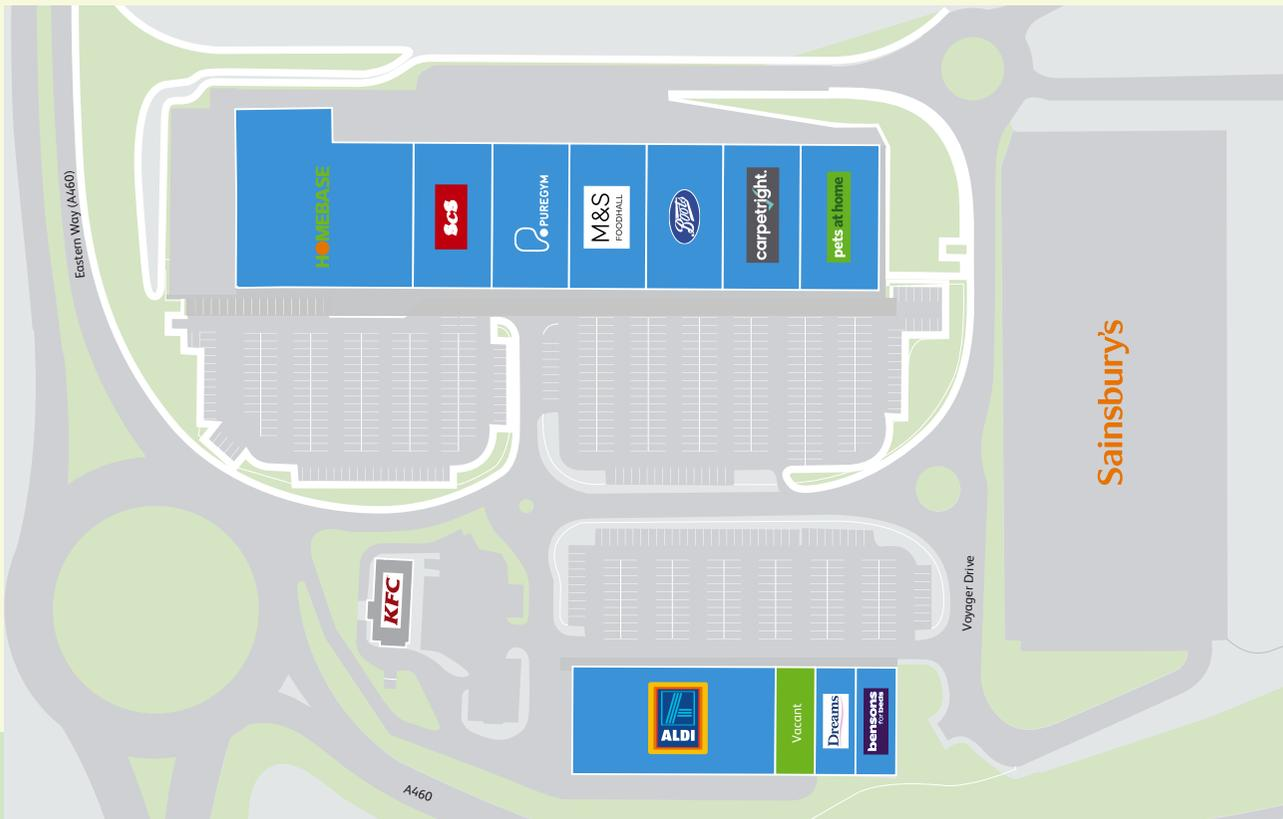 Eastern Way (A460)
HOMEBASE
ScS
PUREGYM
M&S
FOODHALL
Boots
carpetright.
pets at home
Sainsbury's
KFC
Voyager Drive
ALDI
Vacant
Dreams
bensons
for beds
A460